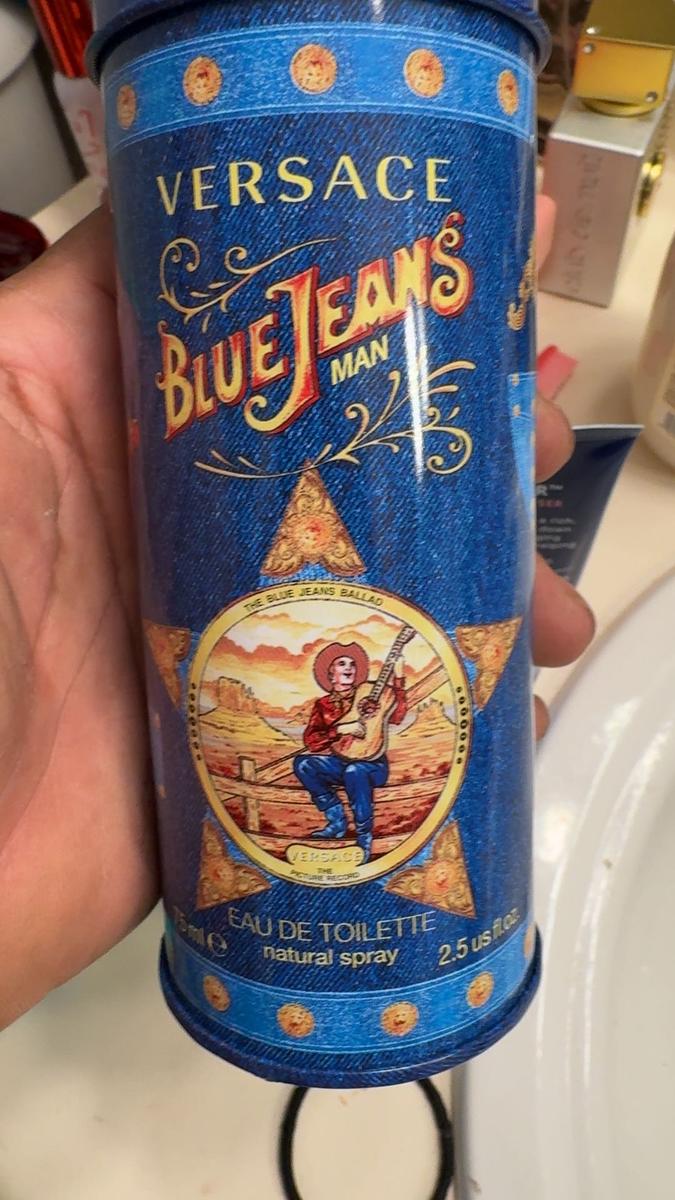 VERSACE
BLUE JEANS
MAN
THE BLUE JEANS BALLAD
VERSACE
THE
PICTURE RECORD
EAU DE TOILETTE
75 ml e natural spray 2.5 us fl.oz.